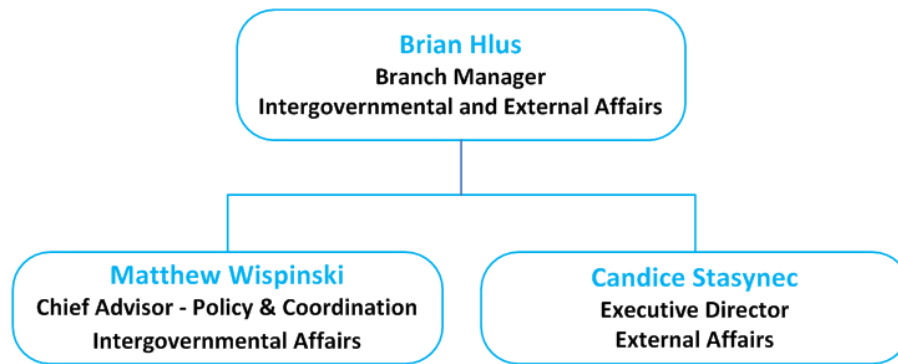 Brian Hlus
Branch Manager
Intergovernmental and External Affairs
Matthew Wispinski
Chief Advisor - Policy & Coordination
Intergovernmental Affairs
Candice Stasynec
Executive Director
External Affairs